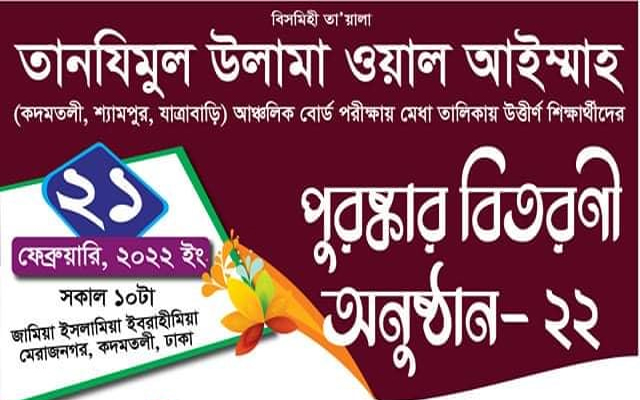 বিসমিহী তা'য়ালা
তানযিমুল উলামা ওয়াল আইম্মাহ
(কদমতলী, শ্যামপুর, যাত্রাবাড়ি) আঞ্চলিক বোর্ড পরীক্ষায় মেধা তালিকায় উত্তীর্ণ শিক্ষার্থীদের
পুরষ্কার বিতরণী
অনুষ্ঠান- ২২
২১
ফেব্রুয়ারি, ২০২২ ইং
সকাল ১০টা
জামিয়া ইসলামিয়া ইবরাহীমিয়া
মেরাজনগর, কদমতলী, ঢাকা